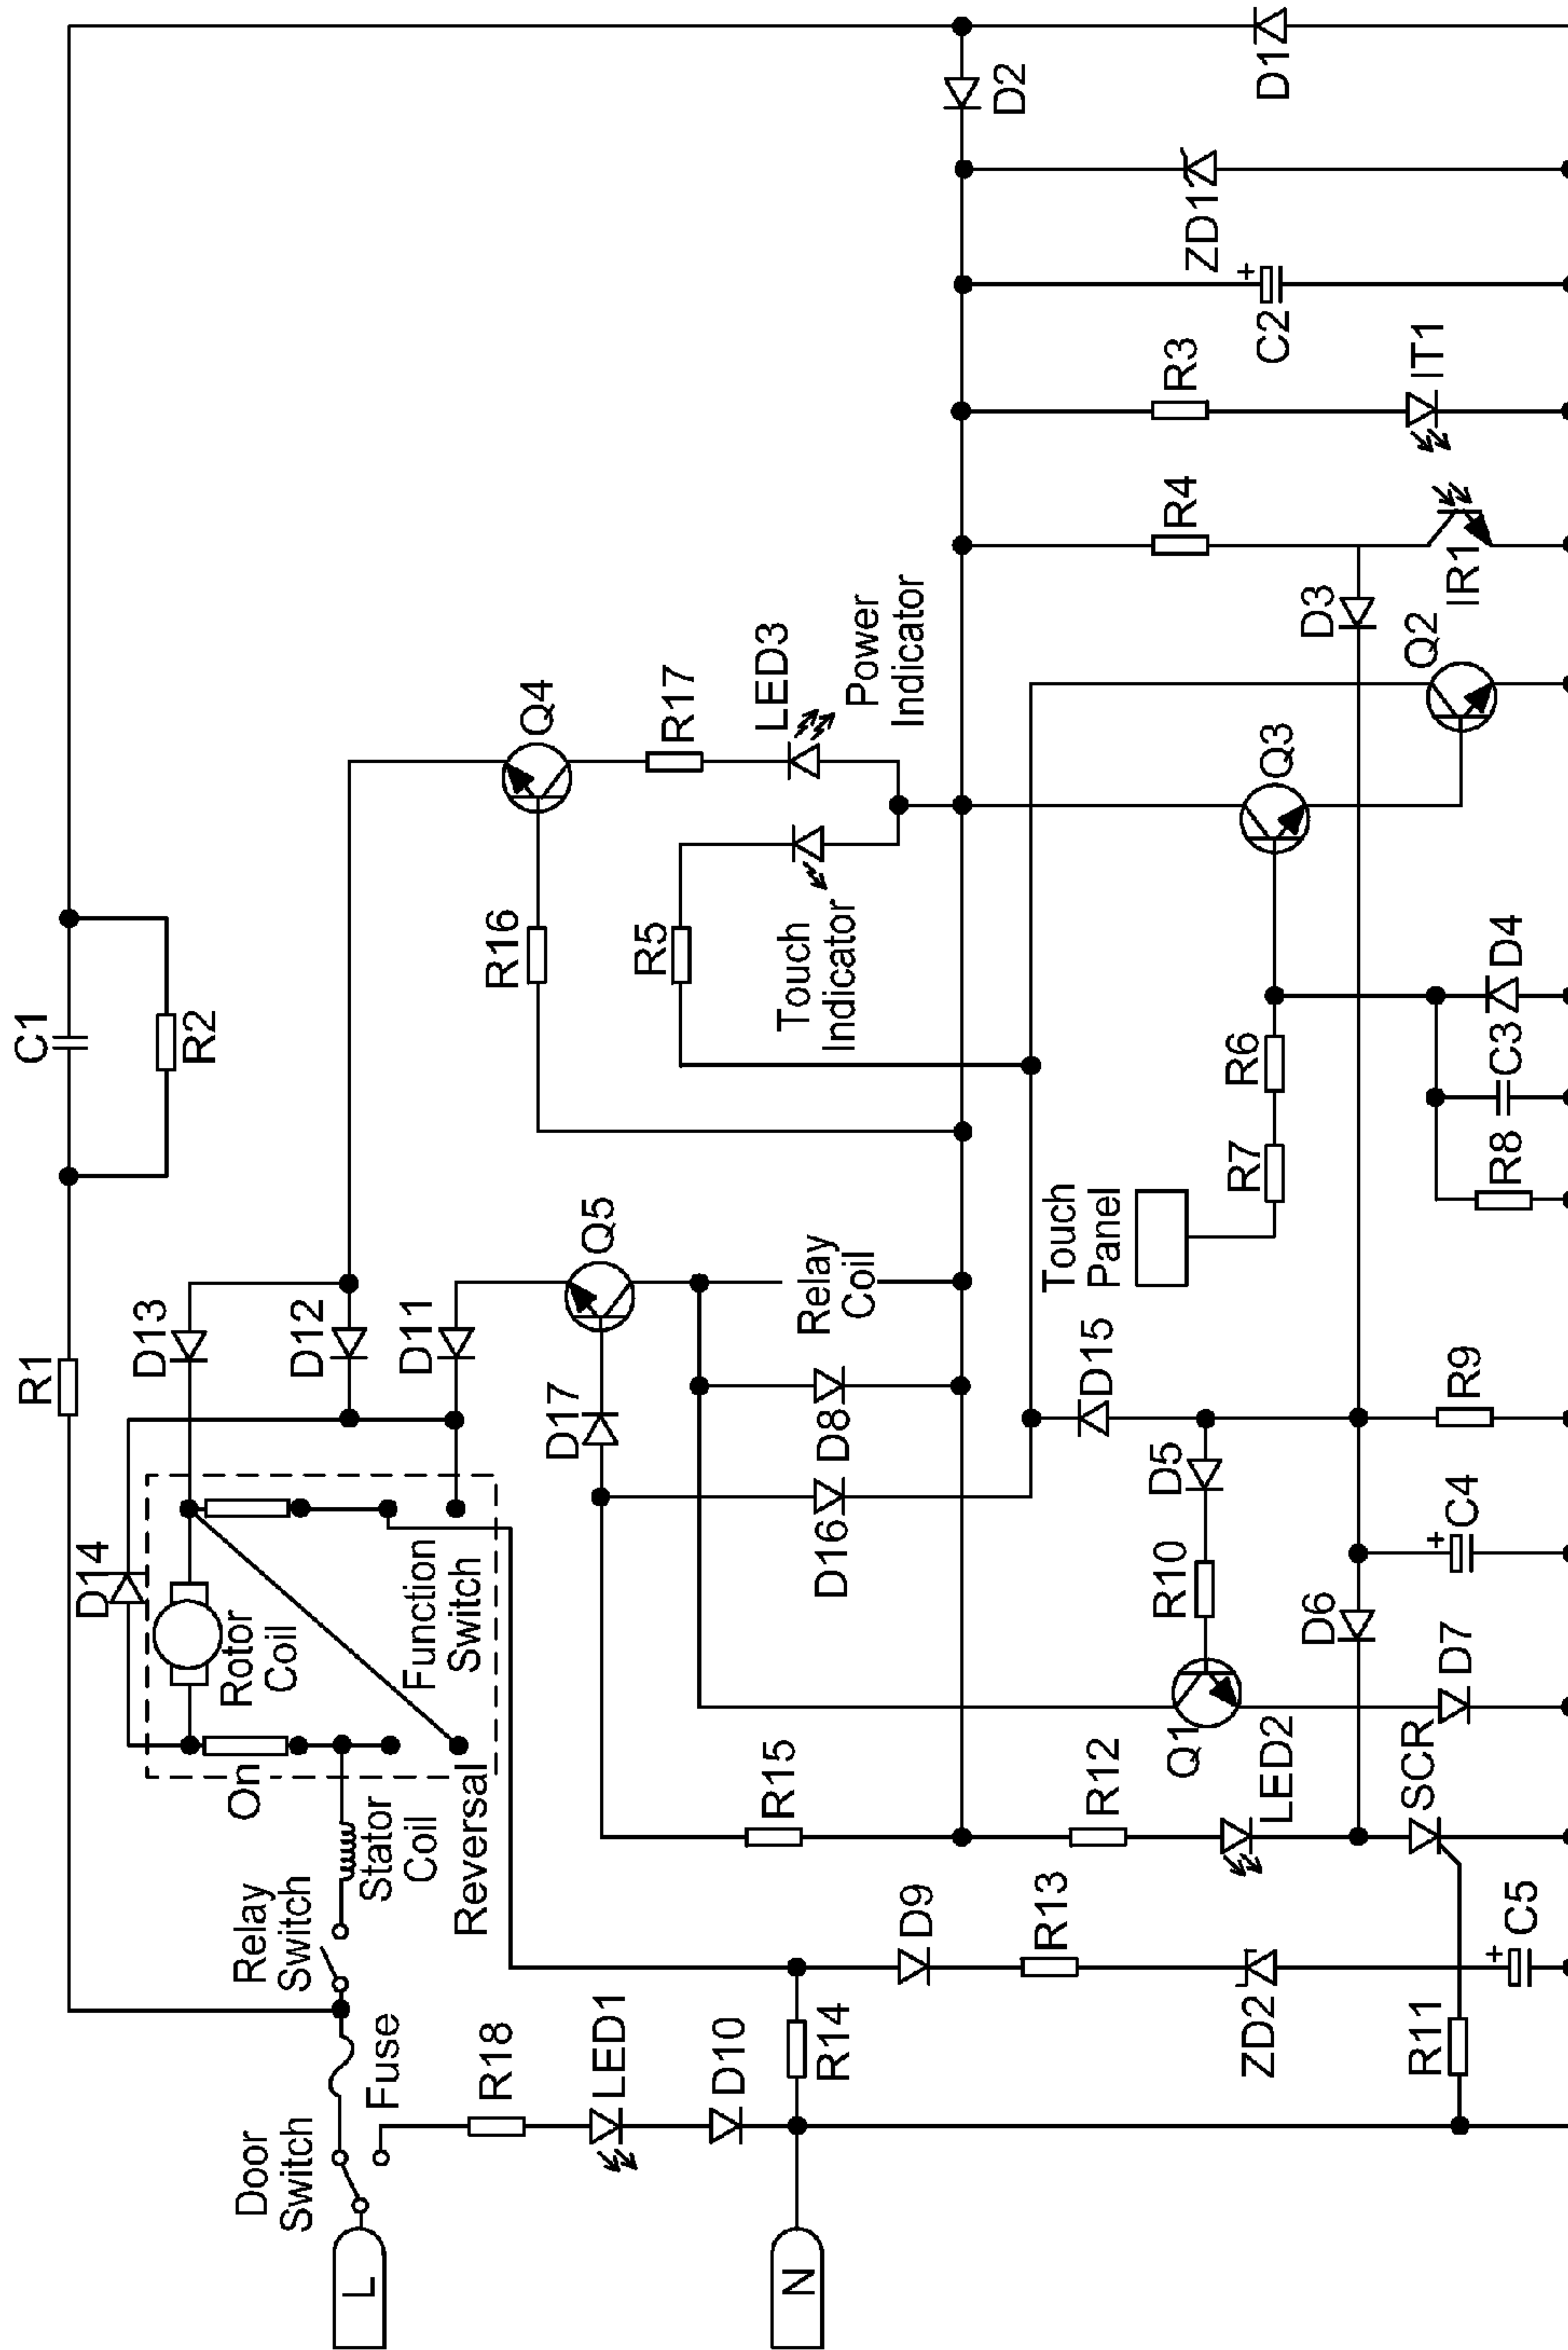 L
N
Door
Switch
Fuse
Relay
Switch
Stator
Coil
Reversal
On
Rotor
Coil
Function
Switch
D14
D13
D12
D11
R1
C1
R2
R18
LED1
D10
R14
D9
R13
ZD2
C5
R11
SCR
R15
R12
LED2
Q1
D7
R10
D5
D6
C4
R9
D15
D16
D8
D17
Q5
Relay
Coil
Touch
Panel
R7
R6
R8
C3
D4
R16
R5
Touch
Indicator
Q4
R17
LED3
Power
Indicator
Q3
Q2
D3
IR1
R4
R3
IT1
C2
+
+
+
ZD1
D2
D1